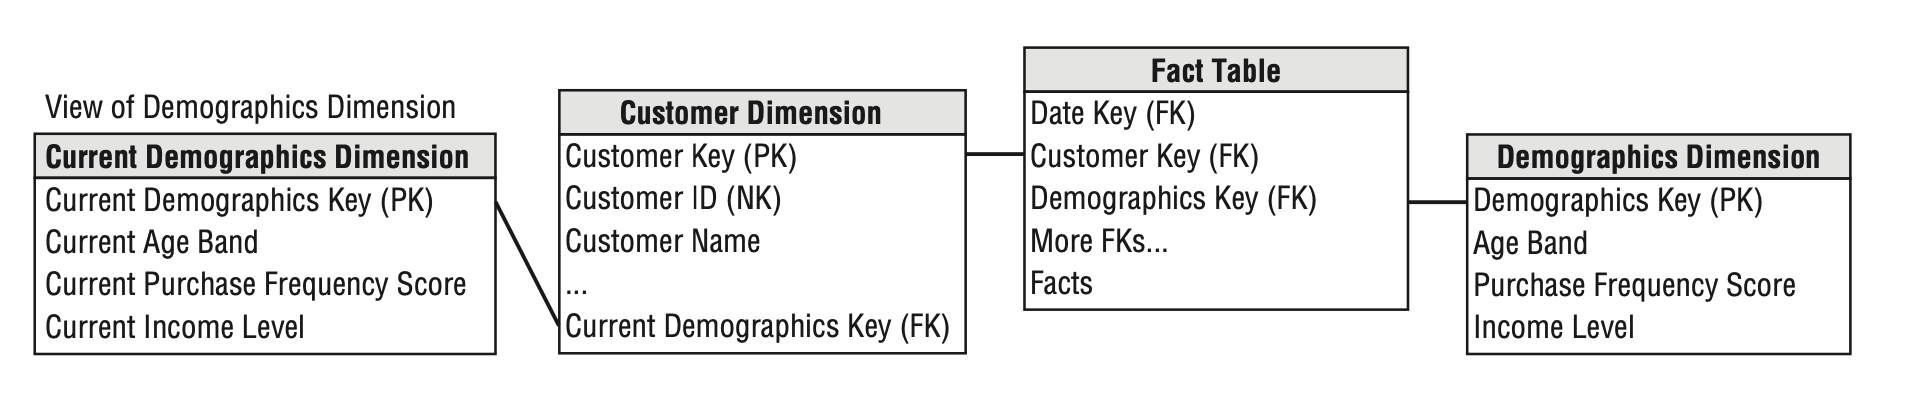 View of Demographics Dimension
Current Demographics Dimension
Current Demographics Key (PK)
Current Age Band
Current Purchase Frequency Score
Current Income Level
Customer Dimension
Customer Key (PK)
Customer ID (NK)
Customer Name
...
Current Demographics Key (FK)
Fact Table
Date Key (FK)
Customer Key (FK)
Demographics Key (FK)
More FKs...
Facts
Demographics Dimension
Demographics Key (PK)
Age Band
Purchase Frequency Score
Income Level